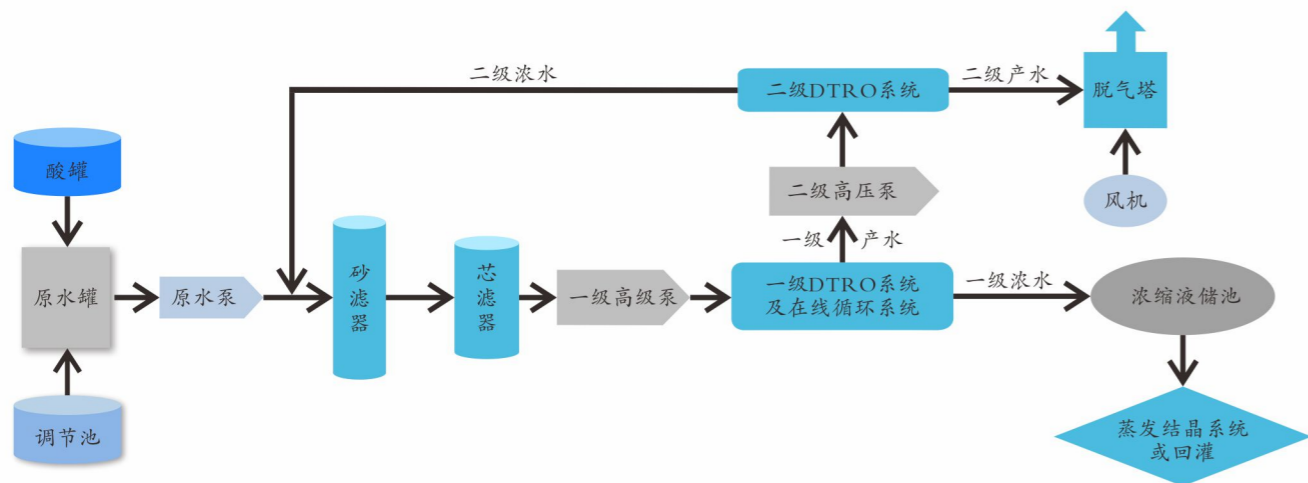 二级浓水
二级DTRO系统
二级产水
脱气塔
酸罐
二级高压泵
风机
一级 产水
原水罐
原水泵
砂滤器
芯滤器
一级高级泵
一级DTRO系统
及在线循环系统
一级浓水
浓缩液储池
调节池
蒸发结晶系统
或回灌